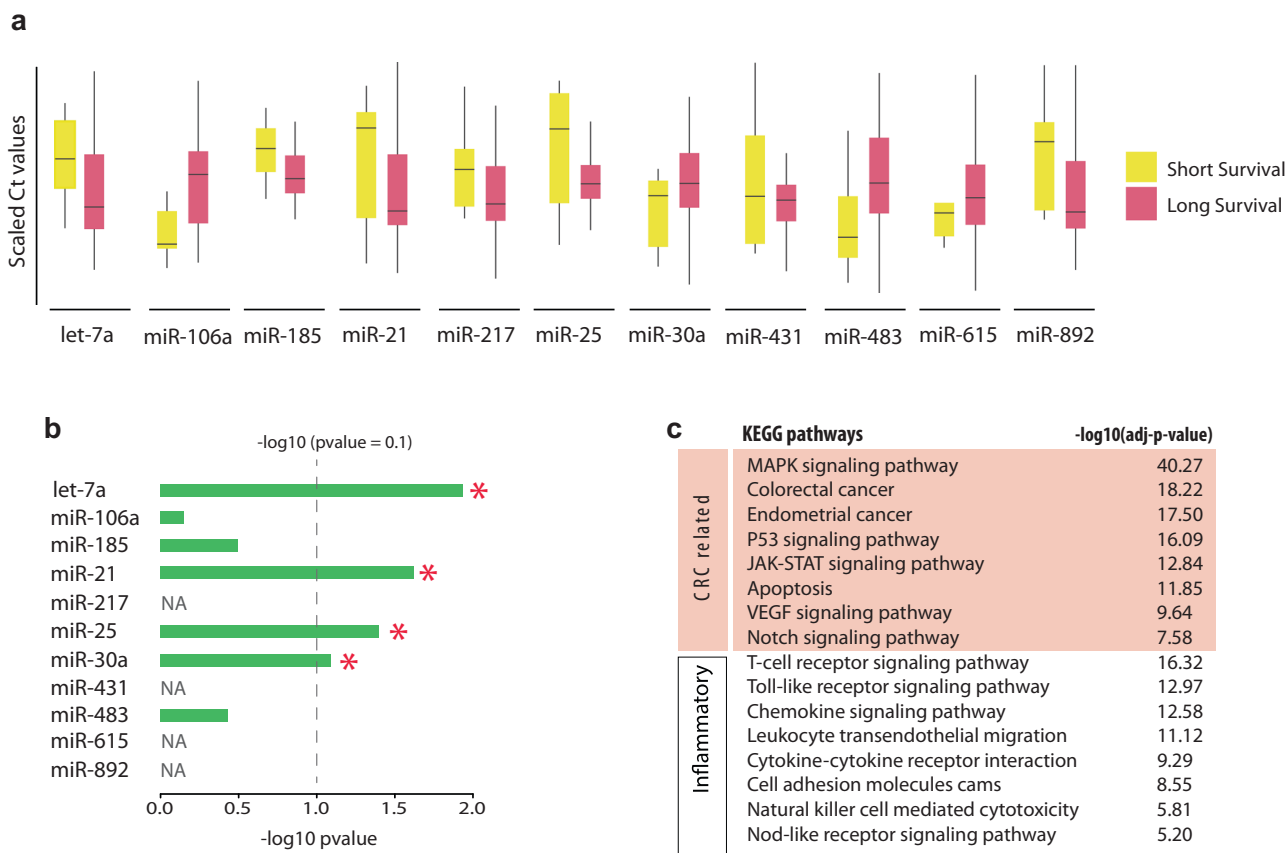 a
Scaled Ct values
Short Survival
Long Survival
let-7a miR-106a miR-185 miR-21 miR-217 miR-25 miR-30a miR-431 miR-483 miR-615 miR-892
b
-log10 (pvalue = 0.1)
let-7a *
miR-106a
miR-185
miR-21 *
miR-217 NA
miR-25 *
miR-30a *
miR-431 NA
miR-483
miR-615 NA
miR-892 NA
0.0 0.5 1.0 1.5 2.0
-log10 pvalue
c
KEGG pathways -log10(adj-p-value)
CRC related
MAPK signaling pathway 40.27
Colorectal cancer 18.22
Endometrial cancer 17.50
P53 signaling pathway 16.09
JAK-STAT signaling pathway 12.84
Apoptosis 11.85
VEGF signaling pathway 9.64
Notch signaling pathway 7.58
Inflammatory
T-cell receptor signaling pathway 16.32
Toll-like receptor signaling pathway 12.97
Chemokine signaling pathway 12.58
Leukocyte transendothelial migration 11.12
Cytokine-cytokine receptor interaction 9.29
Cell adhesion molecules cams 8.55
Natural killer cell mediated cytotoxicity 5.81
Nod-like receptor signaling pathway 5.20